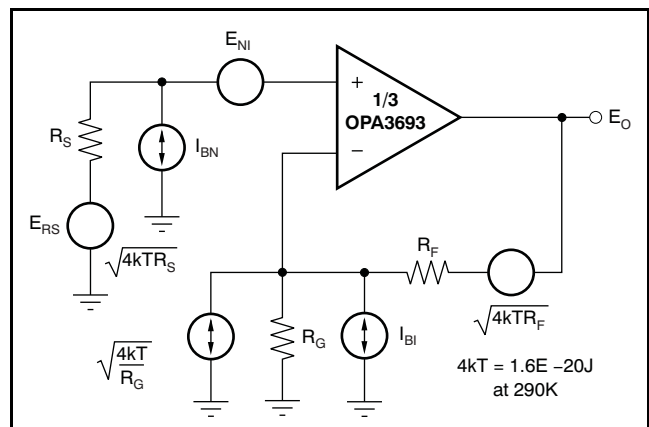 E_NI
+
1/3
OPA3693
−
E_O
R_S
I_BN
E_RS
√4kTR_S
R_F
√4kTR_F
√4kT/R_G
R_G
I_BI
4kT = 1.6E −20J
at 290K